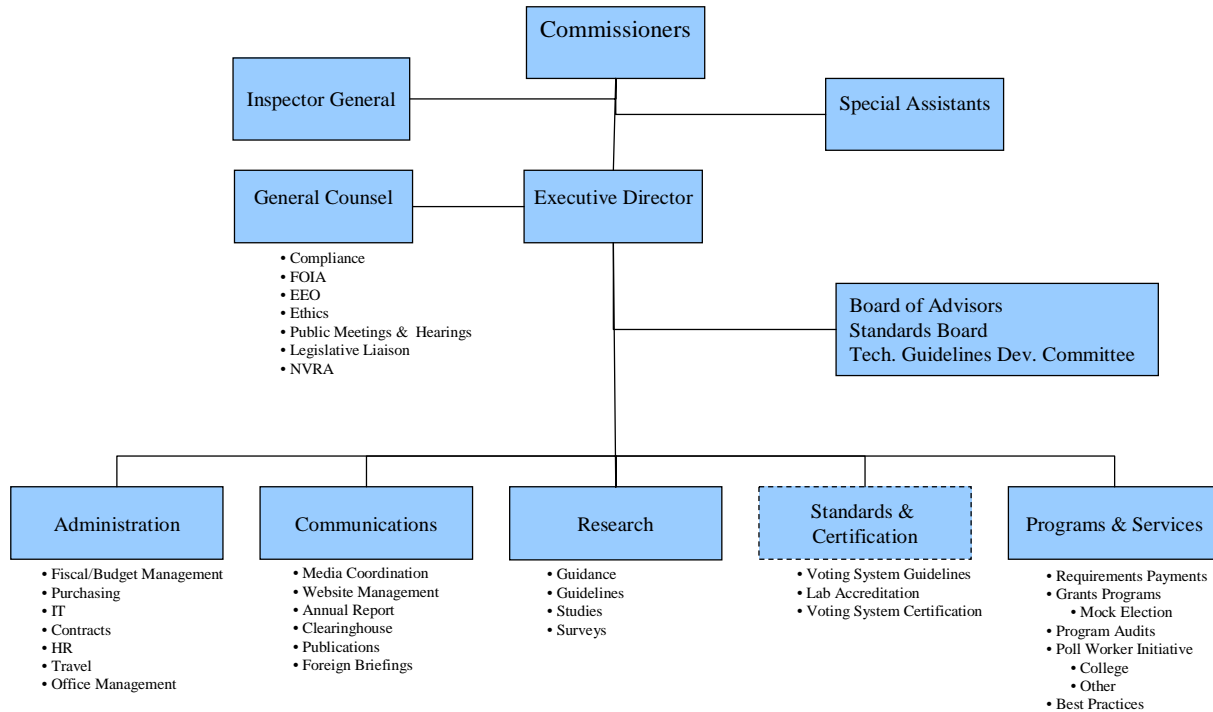 Commissioners
Inspector General
Special Assistants
General Counsel
Executive Director
• Compliance
• FOIA
• EEO
• Ethics
• Public Meetings & Hearings
• Legislative Liaison
• NVRA
Board of Advisors
Standards Board
Tech. Guidelines Dev. Committee
Administration
• Fiscal/Budget Management
• Purchasing
• IT
• Contracts
• HR
• Travel
• Office Management
Communications
• Media Coordination
• Website Management
• Annual Report
• Clearinghouse
• Publications
• Foreign Briefings
Research
• Guidance
• Guidelines
• Studies
• Surveys
Standards &
Certification
• Voting System Guidelines
• Lab Accreditation
• Voting System Certification
Programs & Services
• Requirements Payments
• Grants Programs
• Mock Election
• Program Audits
• Poll Worker Initiative
• College
• Other
• Best Practices